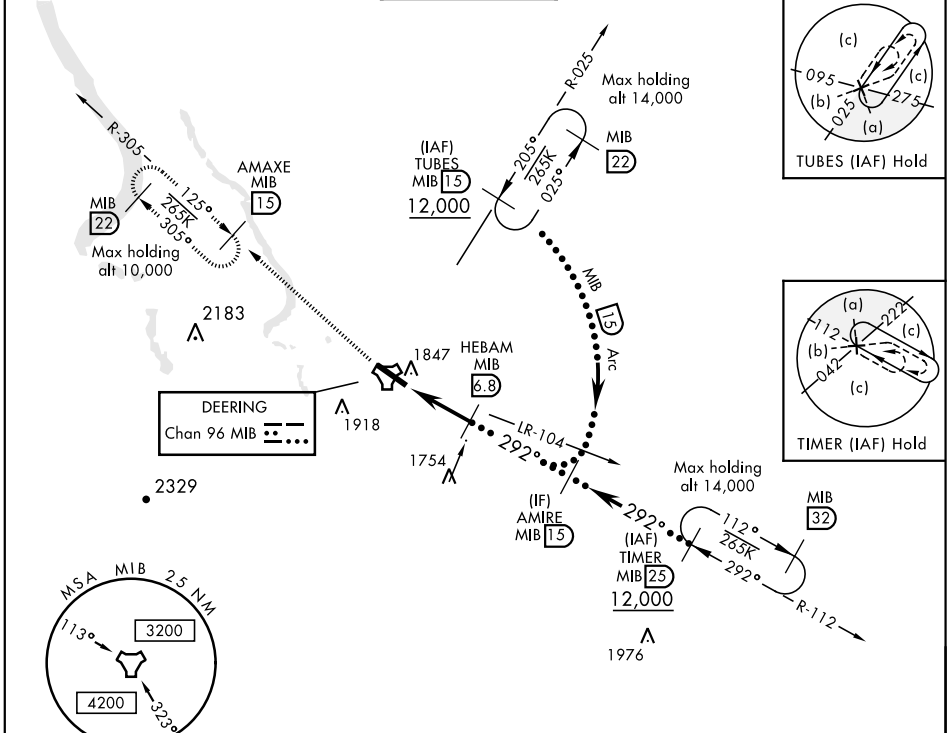 R-305
125°
265K
305°
MIB
22
AMAXE
MIB
15
Max holding
alt 10,000
2183
R-025
Max holding
alt 14,000
205°
265K
025°
MIB
22
(IAF)
TUBES
MIB 15
12,000
MIB
15
Arc
(c)
095
(c)
(b)
025
275
(a)
TUBES (IAF) Hold
(a)
222
112
(c)
(b)
042
(c)
TIMER (IAF) Hold
1847
HEBAM
MIB
6.8
DEERING
Chan 96 MIB
1918
LR-104
292°
1754
2329
(IF)
AMIRE
MIB 15
Max holding
alt 14,000
MIB
32
292°
112°
265K
292°
(IAF)
TIMER
MIB 25
12,000
R-112
1976
MSA MIB 25 NM
113°
3200
4200
323°